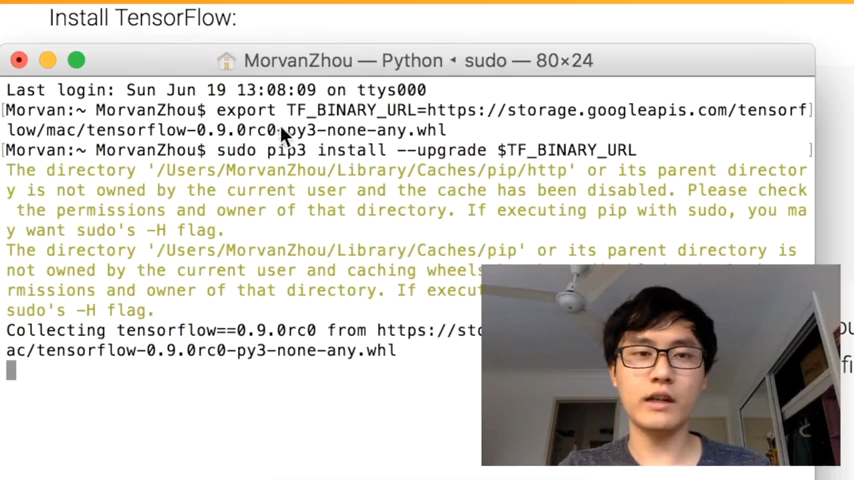 Install TensorFlow:
MorvanZhou — Python ◂ sudo — 80×24
Last login: Sun Jun 19 13:08:09 on ttys000
[Morvan:~ MorvanZhou$ export TF_BINARY_URL=https://storage.googleapis.com/tensorf]
low/mac/tensorflow-0.9.0rc0-py3-none-any.whl
[Morvan:~ MorvanZhou$ sudo pip3 install --upgrade $TF_BINARY_URL ]
The directory '/Users/MorvanZhou/Library/Caches/pip/http' or its parent director
y is not owned by the current user and the cache has been disabled. Please check
the permissions and owner of that directory. If executing pip with sudo, you ma
y want sudo's -H flag.
The directory '/Users/MorvanZhou/Library/Caches/pip' or its parent directory is
not owned by the current user and caching wheels
rmissions and owner of that directory. If
sudo's -H flag.
Collecting tensorflow==0.9.0rc0 from
ac/tensorflow-0.9.0rc0-py3-none-any.whl